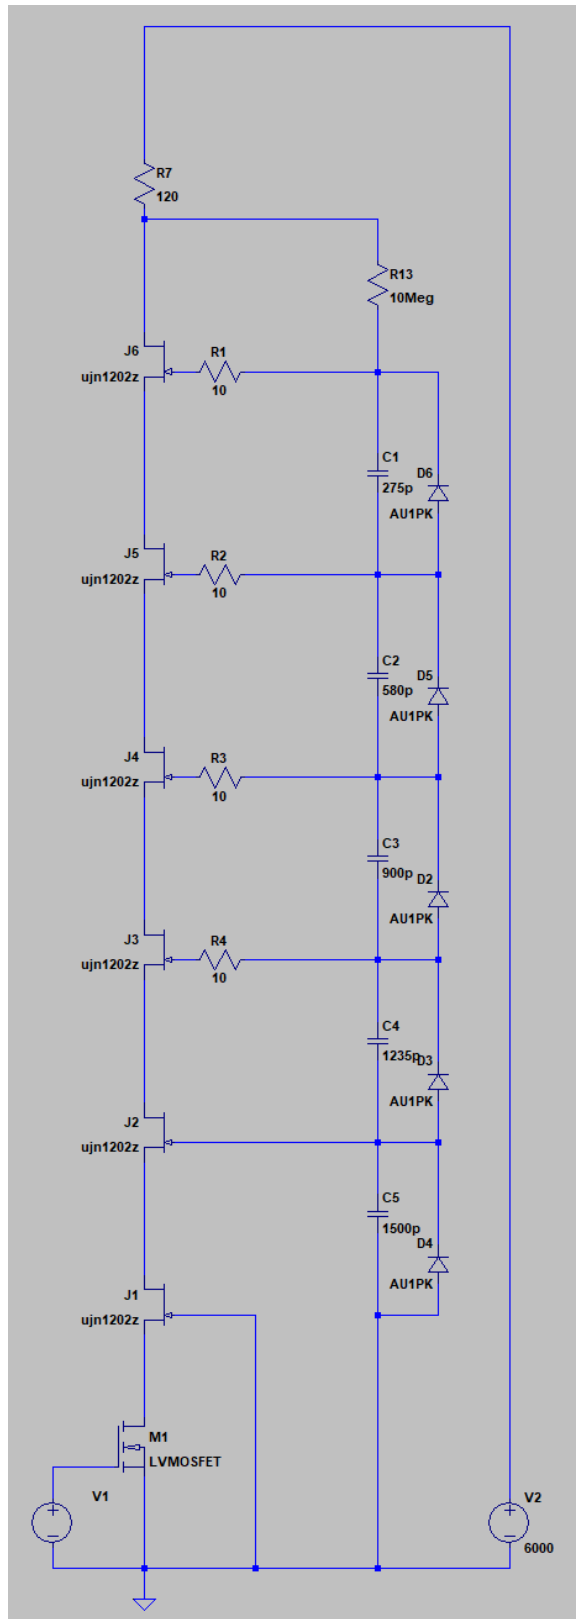 R7
120
R13
10Meg
J6
ujn1202z
R1
10
C1
275p
D6
AU1PK
J5
ujn1202z
R2
10
C2
580p
D5
AU1PK
J4
ujn1202z
R3
10
C3
900p
D2
AU1PK
J3
ujn1202z
R4
10
C4
1235p
D3
AU1PK
J2
ujn1202z
C5
1500p
D4
AU1PK
J1
ujn1202z
M1
LVMOSFET
V1
V2
6000